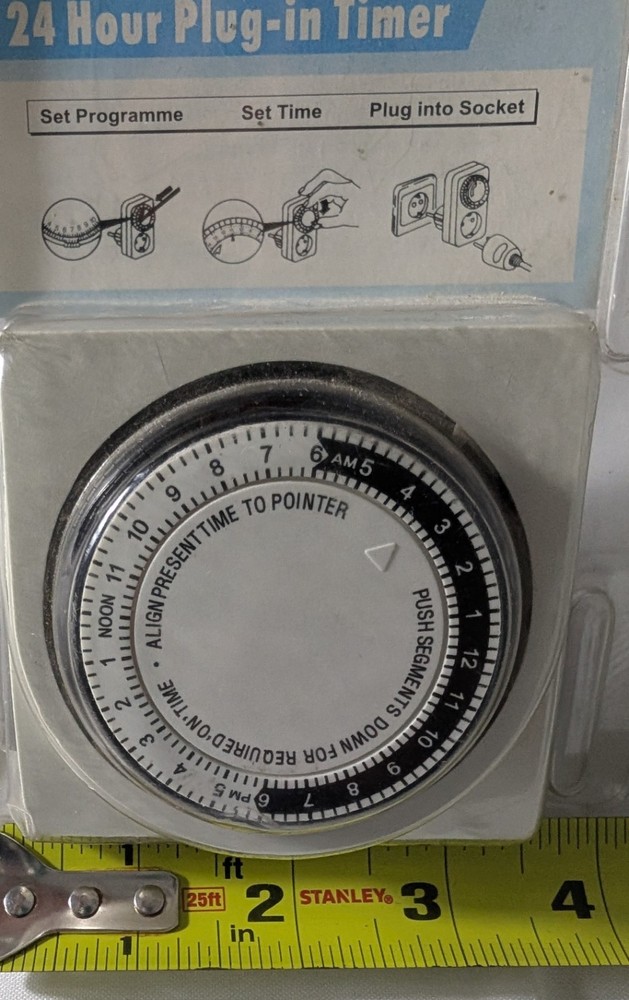 24 Hour Plug-in Timer
Set Programme Set Time Plug into Socket
6 AM 5 4 3 2 1 12 11 10 9 8 7 6 PM 5 4 3 2 1 NOON 11 10 9 8 7
ALIGN PRESENT TIME TO POINTER
PUSH SEGMENTS DOWN FOR REQUIRED 'ON' TIME •
1 ft
25ft 2 STANLEY® 3 4
1 in